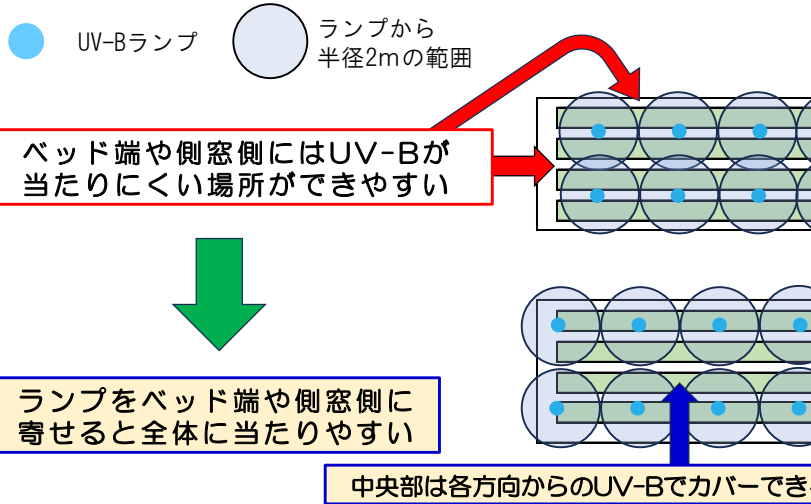 UV-Bランプ
ランプから
半径2mの範囲
ベッド端や側窓側にはUV-Bが
当たりにくい場所ができやすい
ランプをベッド端や側窓側に
寄せると全体に当たりやすい
中央部は各方向からのUV-Bでカバーでき